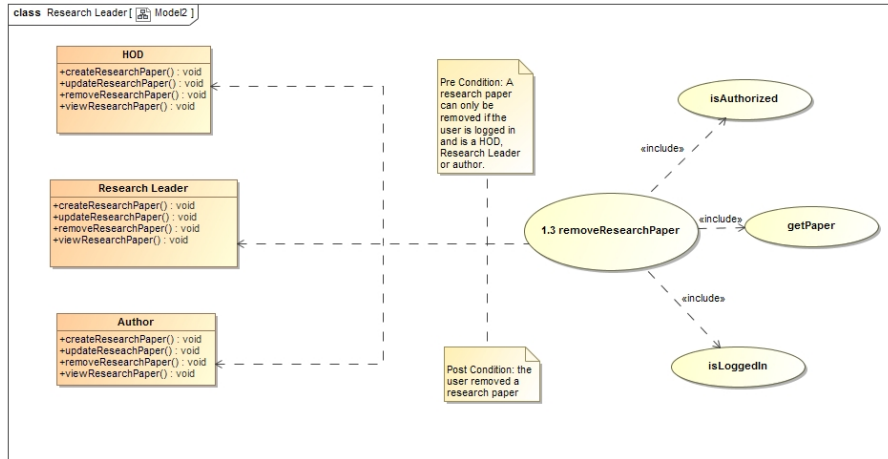 class Research Leader [ Model2 ]
HOD
+createResearchPaper() : void
+updateResearchPaper() : void
+removeResearchPaper() : void
+viewResearchPaper() : void
Research Leader
+createResearchPaper() : void
+updateResearchPaper() : void
+removeResearchPaper() : void
+viewResearchPaper() : void
Author
+createResearchPaper() : void
+updateReseachPaper() : void
+removeResearchPaper() : void
+viewResearchPaper() : void
Pre Condition: A
research paper
can only be
removed if the
user is logged in
and is a HOD,
Research Leader
or author.
Post Condition: the
user removed a
research paper
1.3 removeResearchPaper
«include»
isAuthorized
«include»
getPaper
«include»
isLoggedIn